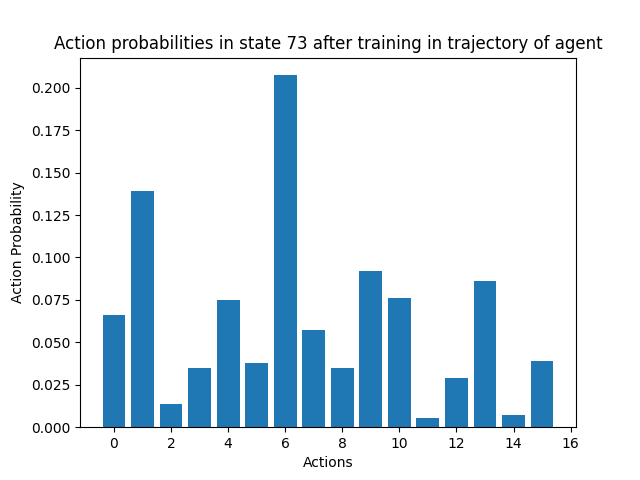 Action probabilities in state 73 after training in trajectory of agent
0.200
0.175
0.150
0.125
0.100
0.075
0.050
0.025
0.000
Action Probability
0 2 4 6 8 10 12 14 16
Actions